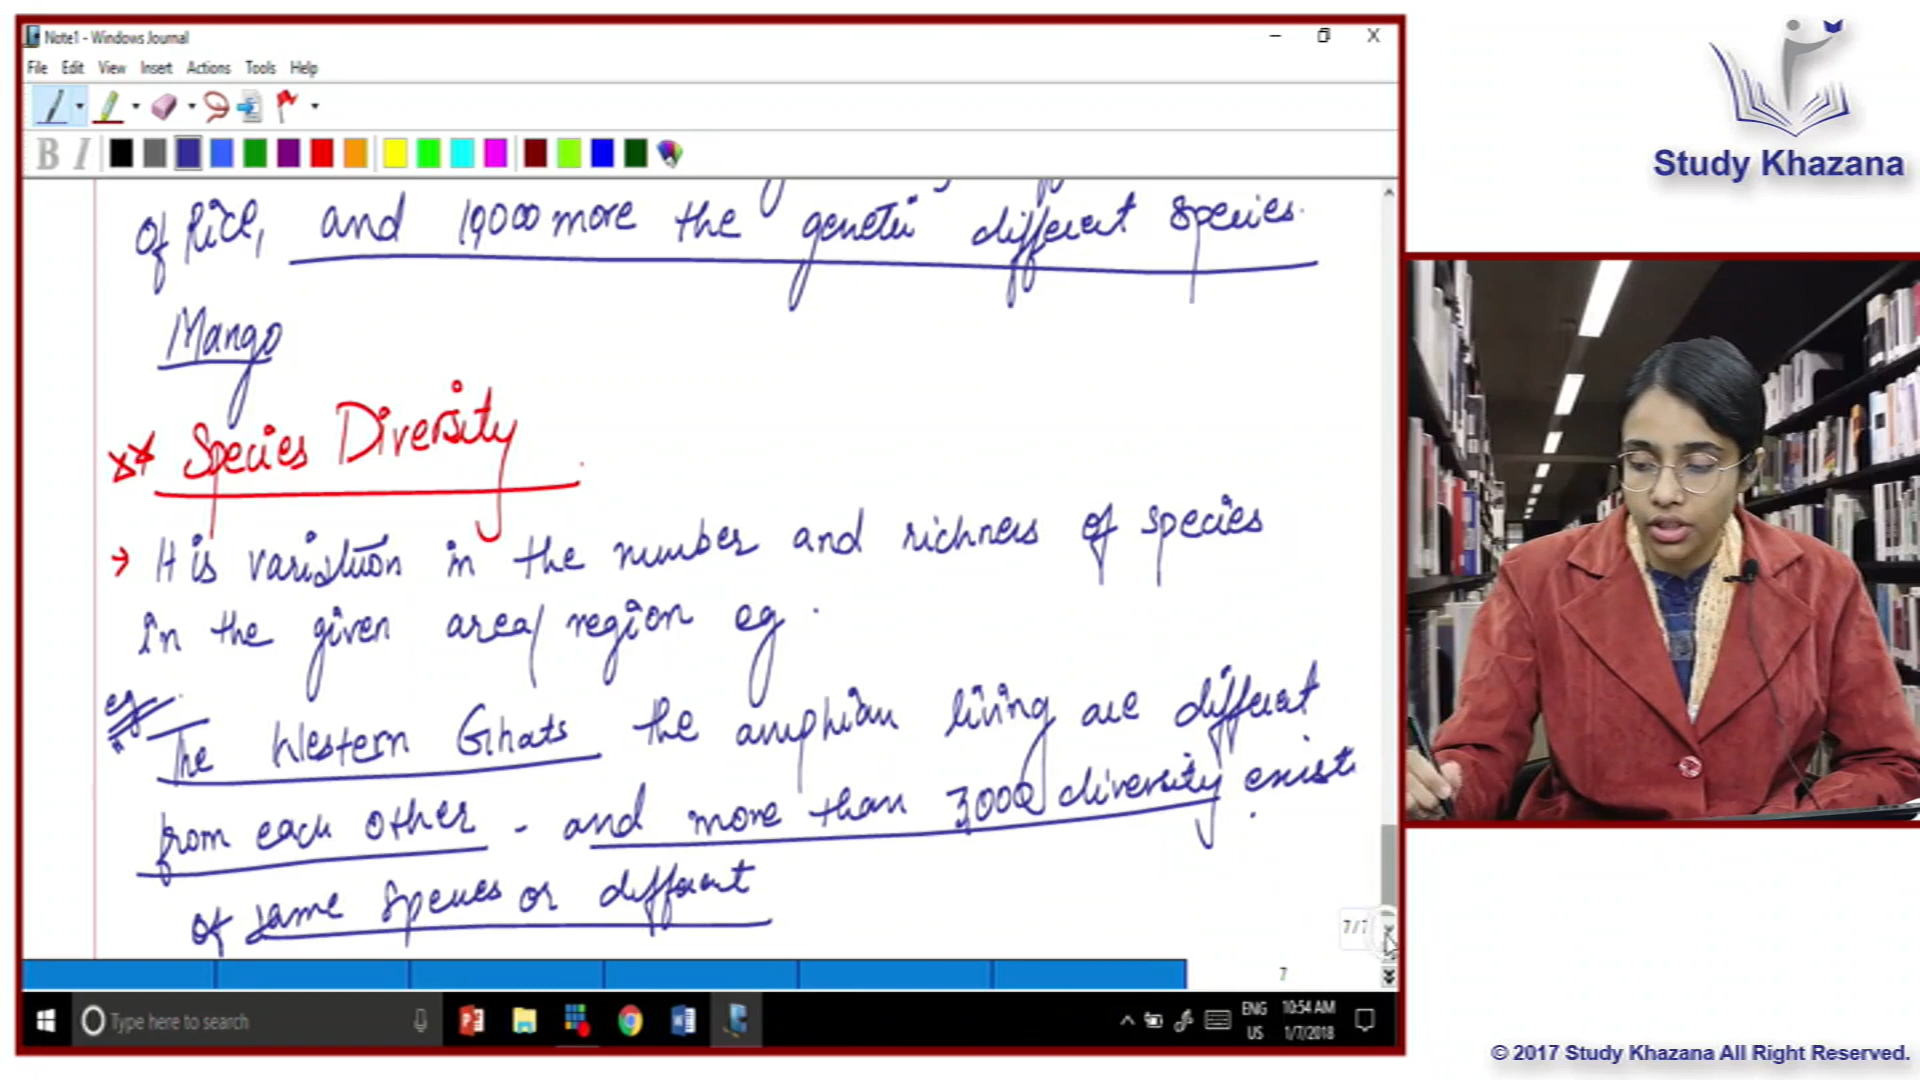 Note1 - Windows Journal
File Edit View Insert Actions Tools Help
B I
of Rice, and 19000 more the genetic different species.
Mango
Species Diversity
→ It is variation in the number and richness of species
in the given area/region eg
eg
The Western Ghats the amphian living are different
from each other - and more than 3,000 diversity exist.
of same species or different
7/7
7
Type here to search
ENG
US
10:54 AM
1/7/2018
Study Khazana
© 2017 Study Khazana All Right Reserved.